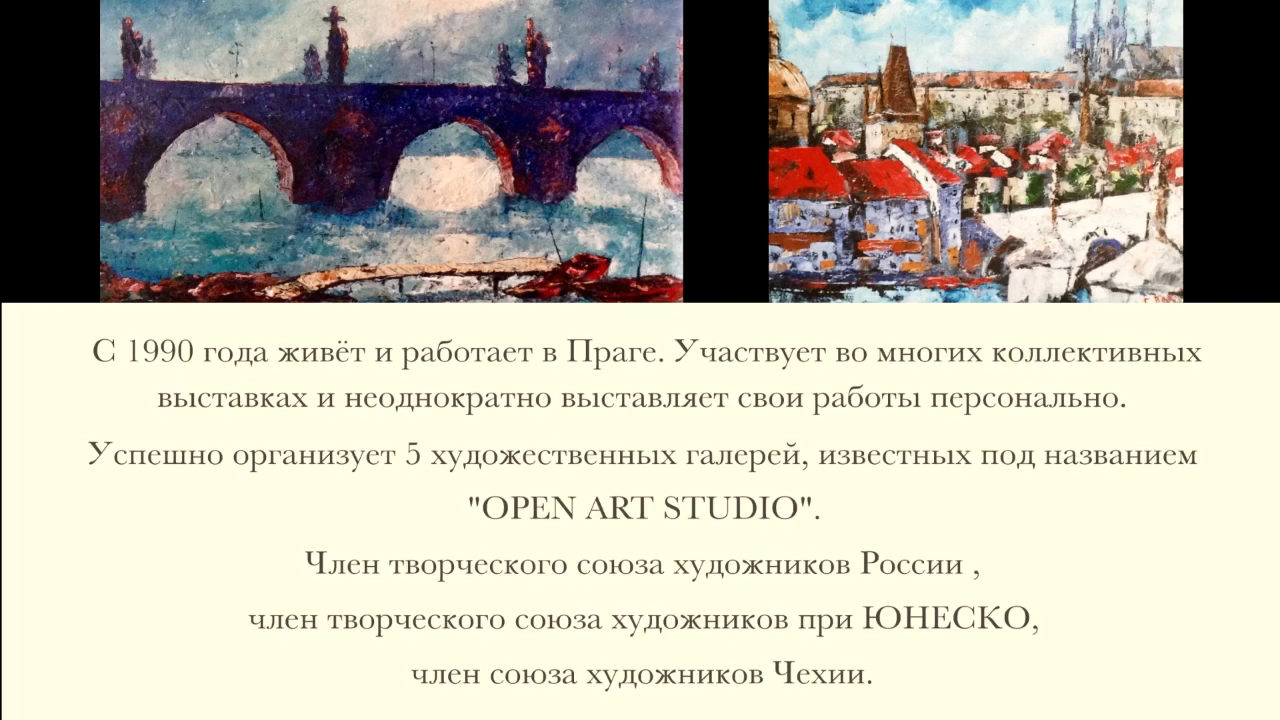 С 1990 года живёт и работает в Праге. Участвует во многих коллективных
выставках и неоднократно выставляет свои работы персонально.
Успешно организует 5 художественных галерей, известных под названием
"OPEN ART STUDIO".
Член творческого союза художников России ,
член творческого союза художников при ЮНЕСКО,
член союза художников Чехии.